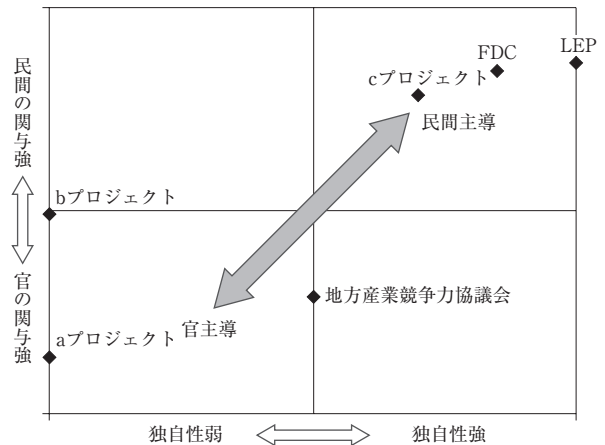 LEP
FDC
cプロジェクト
民間主導
民間の関与強
bプロジェクト
官の関与強
地方産業競争力協議会
aプロジェクト
官主導
独自性弱
独自性強